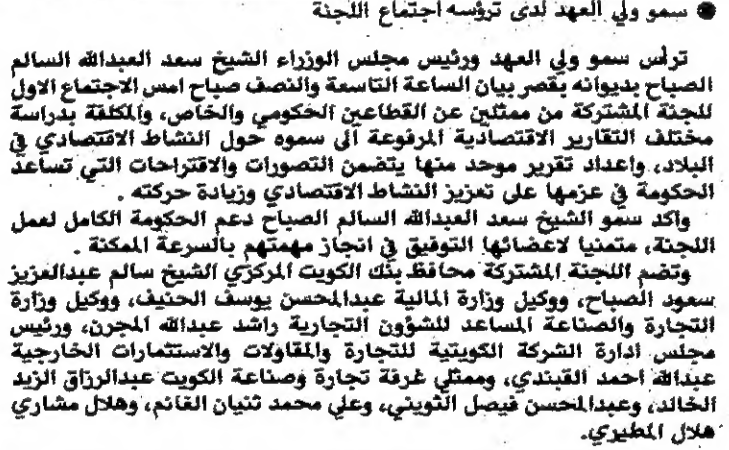 ● سمو ولي العهد لدى ترؤسه اجتماع اللجنة
ترأس سمو ولي العهد ورئيس مجلس الوزراء الشيخ سعد العبدالله السالم
الصباح بديوانه بقصر بيان الساعة التاسعة والنصف صباح امس الاجتماع الاول
للجنة المشتركة من ممثلين عن القطاعين الحكومي والخاص، والمكلفة بدراسة
مختلف التقارير الاقتصادية المرفوعة الى سموه حول النشاط الاقتصادي في
البلاد، واعداد تقرير موحد منها يتضمن التصورات والاقتراحات التي تساعد
الحكومة في عزمها على تعزيز النشاط الاقتصادي وزيادة حركته .
واكد سمو الشيخ سعد العبدالله السالم الصباح دعم الحكومة الكامل لعمل
اللجنة، متمنيا لاعضائها التوفيق في انجاز مهمتهم بالسرعة الممكنة .
وتضم اللجنة المشتركة محافظ بنك الكويت المركزي الشيخ سالم عبدالعزيز
سعود الصباح، ووكيل وزارة المالية عبدالمحسن يوسف الحنيف، ووكيل وزارة
التجارة والصناعة المساعد للشؤون التجارية راشد عبدالله المجرن، ورئيس
مجلس ادارة الشركة الكويتية للتجارة والمقاولات والاستثمارات الخارجية
عبدالله احمد القبندي، وممثلي غرفة تجارة وصناعة الكويت عبدالرزاق الزيد
الخالد، وعبدالمحسن فيصل الثويني، وعلي محمد ثنيان الغانم، وهلال مشاري
هلال المطيري.